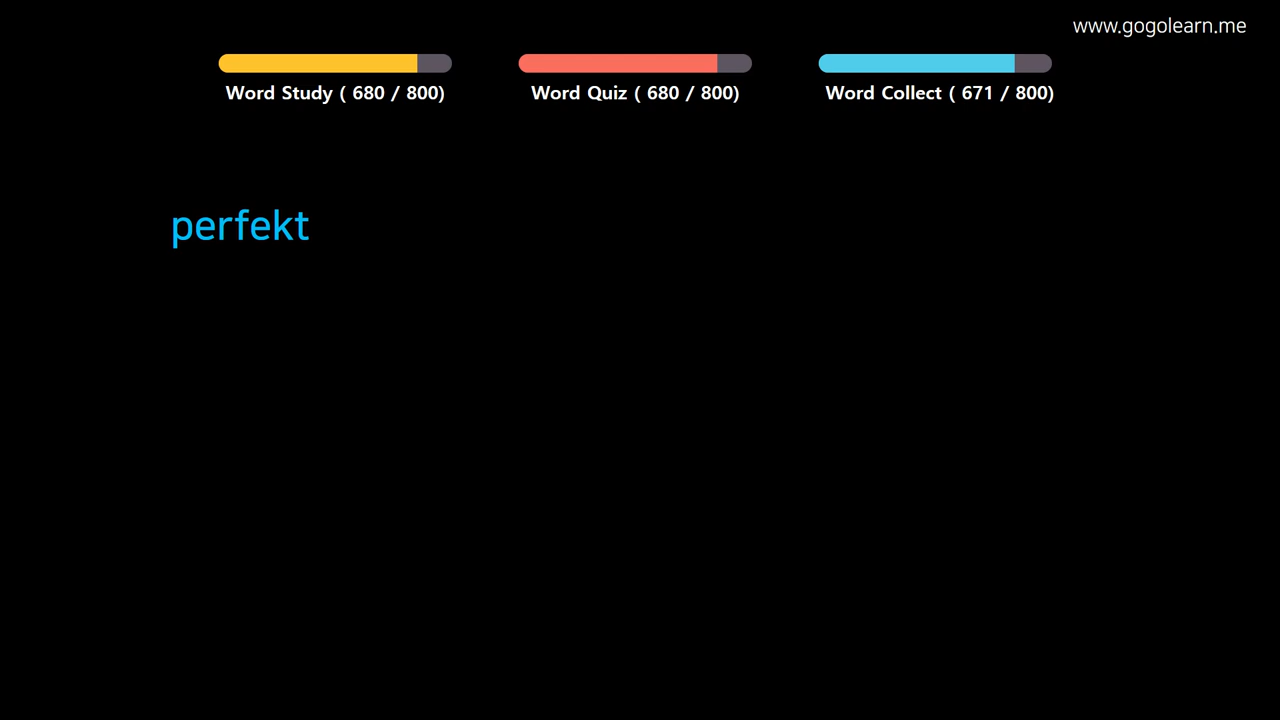 www.gogolearn.me
Word Study ( 680 / 800)
Word Quiz ( 680 / 800)
Word Collect ( 671 / 800)
perfekt